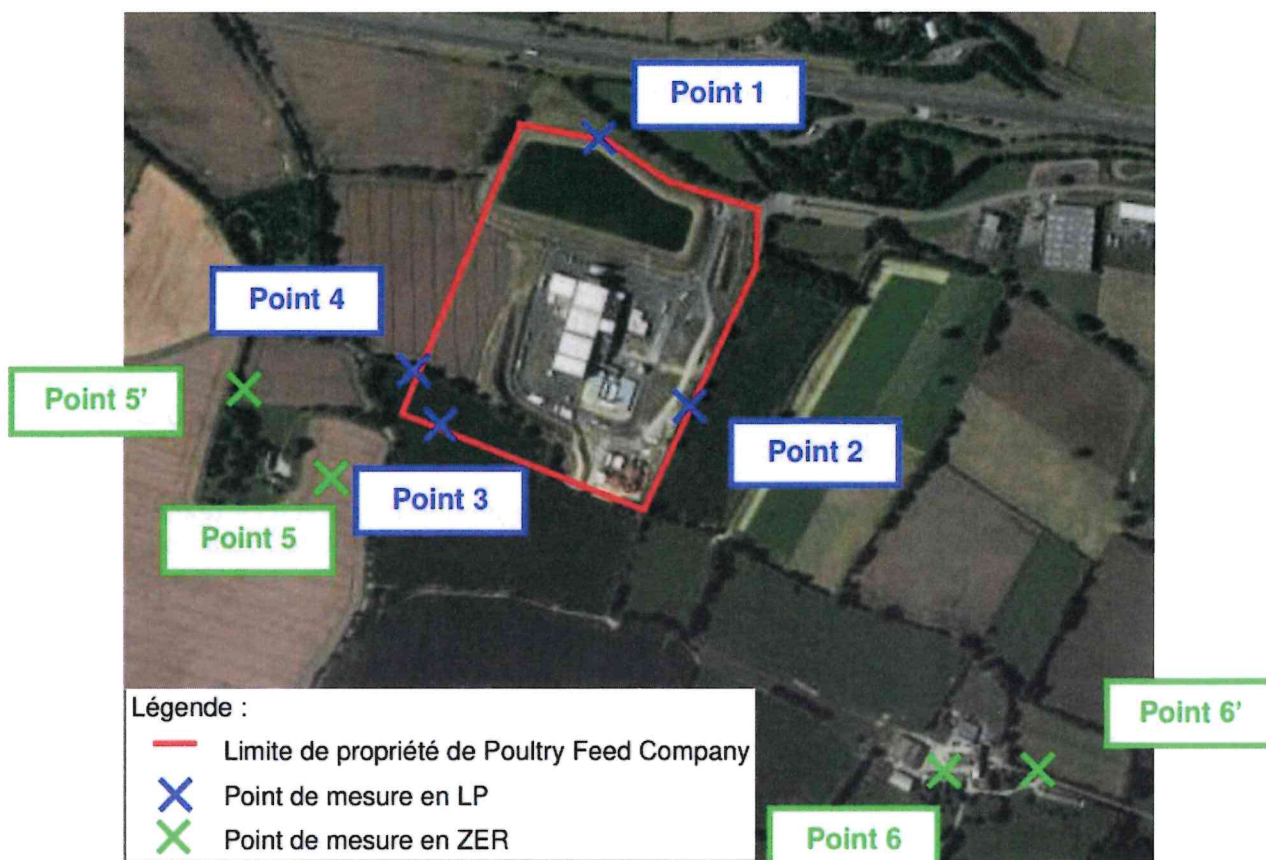 Point 1
Point 4
Point 5'
Point 2
Point 3
Point 5
Point 6'
Point 6
Légende :
Limite de propriété de Poultry Feed Company
Point de mesure en LP
Point de mesure en ZER